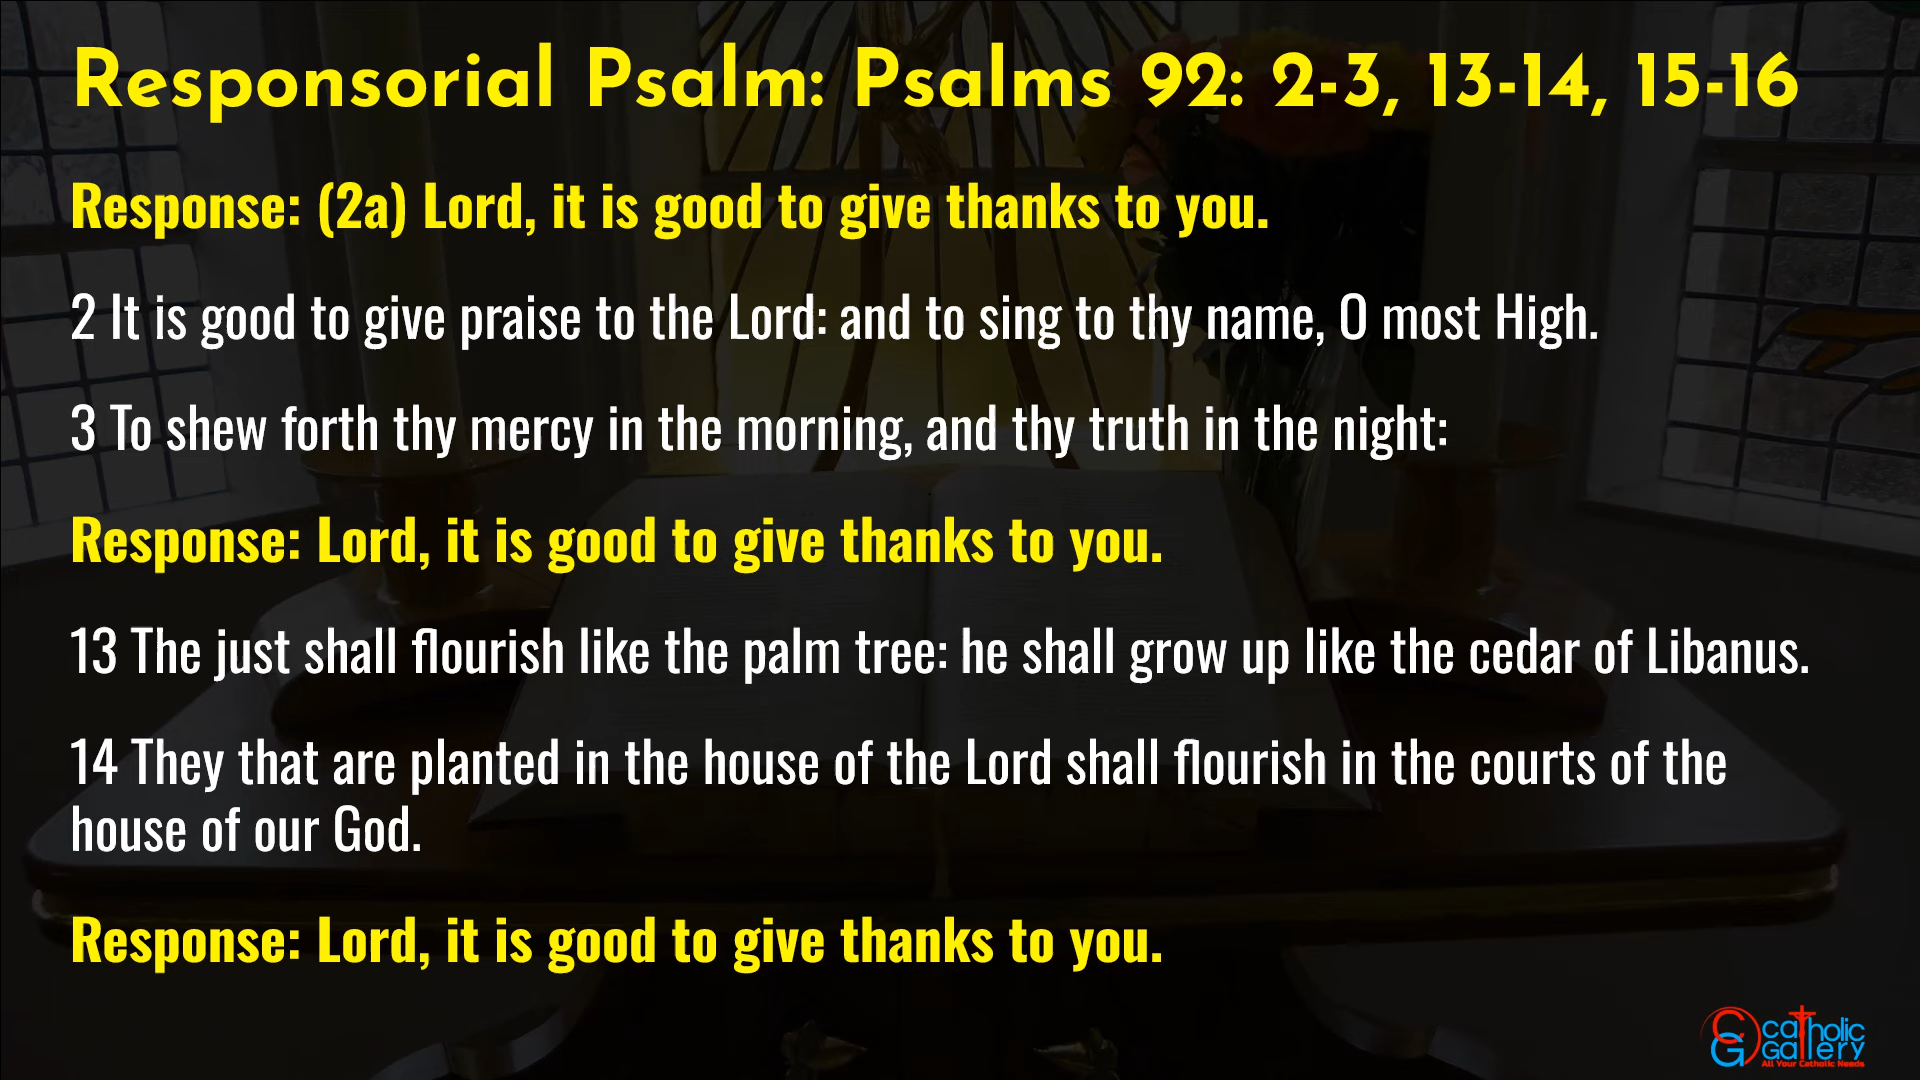 Responsorial Psalm: Psalms 92: 2-3, 13-14, 15-16
Response: (2a) Lord, it is good to give thanks to you.
2 It is good to give praise to the Lord: and to sing to thy name, O most High.
3 To shew forth thy mercy in the morning, and thy truth in the night:
Response: Lord, it is good to give thanks to you.
13 The just shall flourish like the palm tree: he shall grow up like the cedar of Libanus.
14 They that are planted in the house of the Lord shall flourish in the courts of the
house of our God.
Response: Lord, it is good to give thanks to you.
CG catholic
Gallery
All Your Catholic Needs